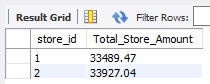 Result Grid Filter Rows:
store_id Total_Store_Amount
1 33489.47
2 33927.04